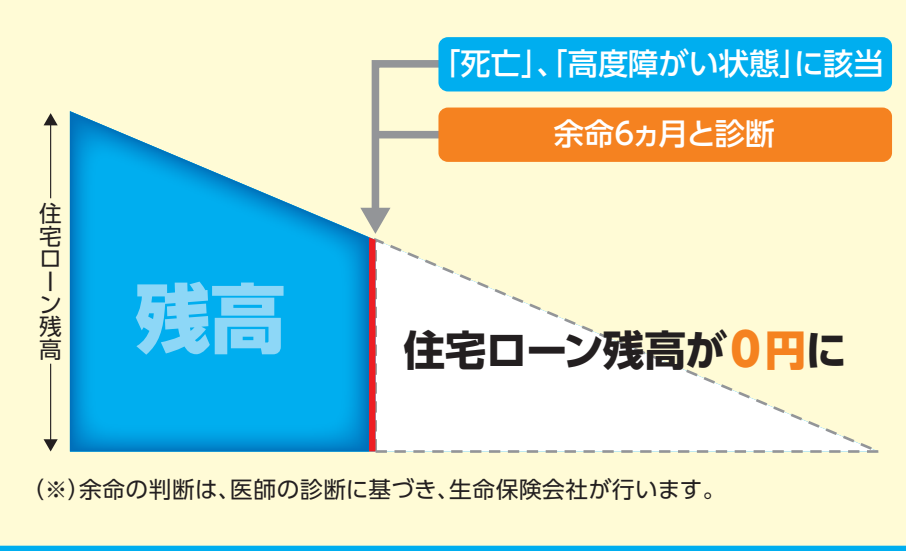 「死亡」、「高度障がい状態」に該当
余命6ヵ月と診断
住宅ローン残高
残高
住宅ローン残高が0円に
(※)余命の判断は、医師の診断に基づき、生命保険会社が行います。